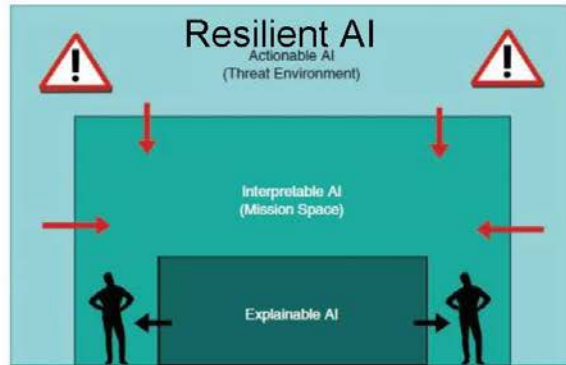 Resilient AI
Actionable AI
(Threat Environment)
Interpretable AI
(Mission Space)
Explainable AI